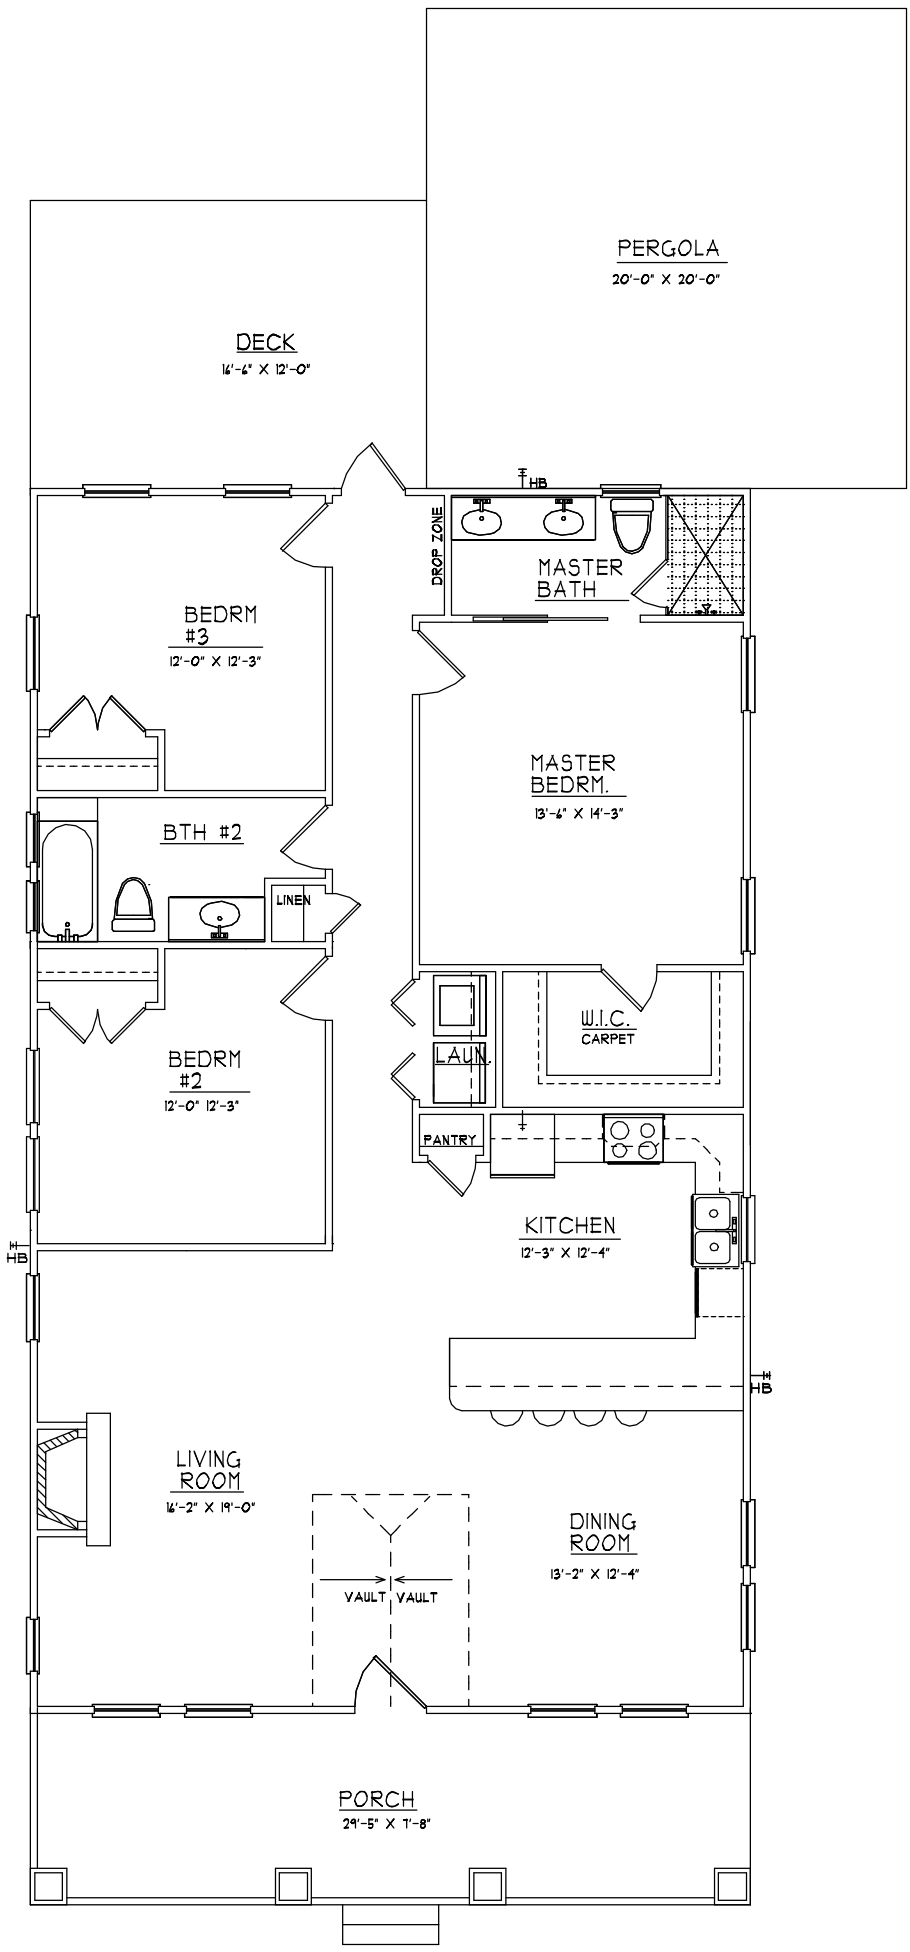 PERGOLA
20'-0" X 20'-0"
DECK
16'-6" X 12'-0"
HB
DROP ZONE
MASTER
BATH
BEDRM
#3
12'-0" X 12'-3"
MASTER
BEDRM.
13'-6" X 14'-3"
BTH #2
LINEN
W.I.C.
CARPET
LAUN.
BEDRM
#2
12'-0" 12'-3"
PANTRY
KITCHEN
12'-3" X 12'-4"
HB
HB
LIVING
ROOM
16'-2" X 19'-0"
DINING
ROOM
13'-2" X 12'-4"
VAULT VAULT
PORCH
29'-5" X 7'-8"